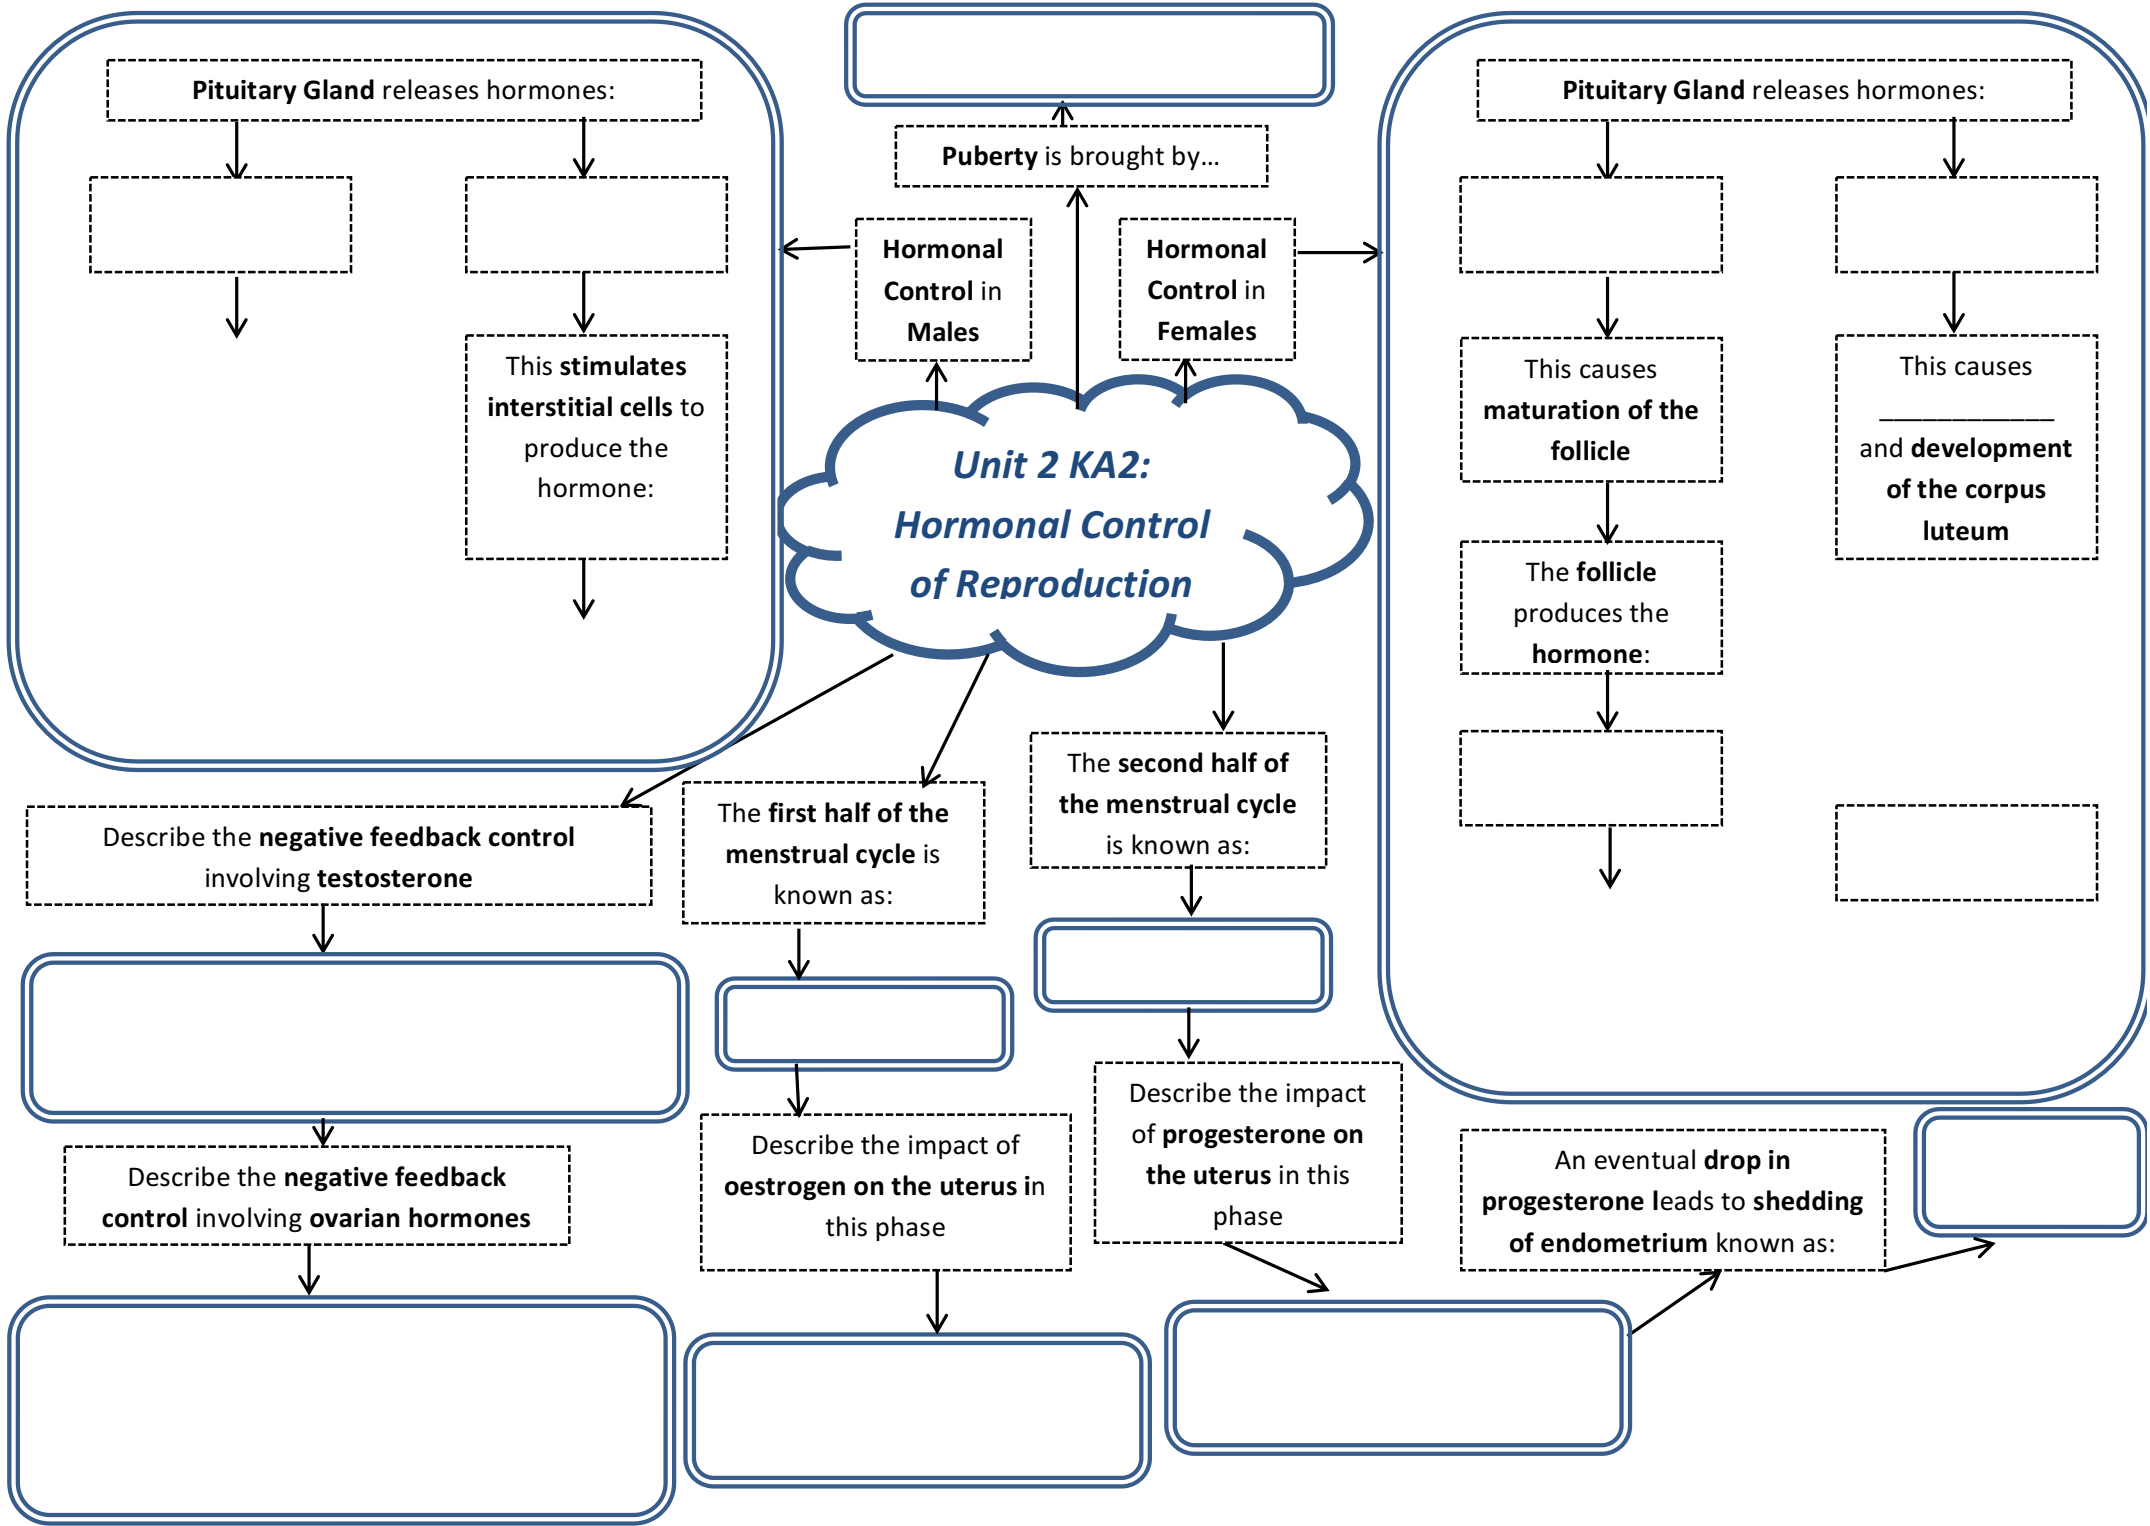 Pituitary Gland releases hormones:
This stimulates
interstitial cells to
produce the
hormone:
Puberty is brought by…
Hormonal
Control in
Males
Hormonal
Control in
Females
Pituitary Gland releases hormones:
This causes
maturation of the
follicle
The follicle
produces the
hormone:
This causes
____________
and development
of the corpus
luteum
Unit 2 KA2:
Hormonal Control
of Reproduction
Describe the negative feedback control
involving testosterone
Describe the negative feedback
control involving ovarian hormones
The first half of the
menstrual cycle is
known as:
Describe the impact of
oestrogen on the uterus in
this phase
The second half of
the menstrual cycle
is known as:
Describe the impact
of progesterone on
the uterus in this
phase
An eventual drop in
progesterone leads to shedding
of endometrium known as: